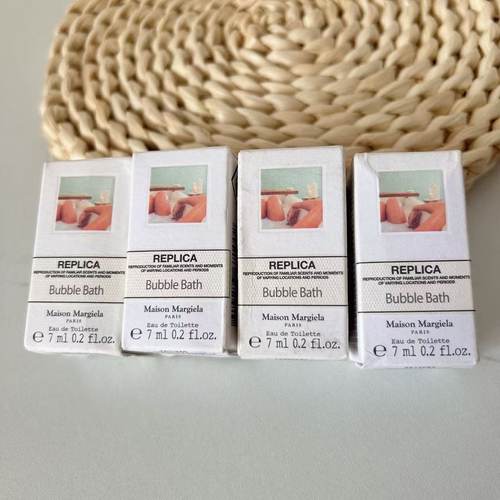 REPLICA
REPRODUCTION OF FAMILIAR SCENTS AND MOMENTS
OF VARYING LOCATIONS AND PERIODS
Bubble Bath
Maison Margiela
PARIS
Eau de Toilette
℮ 7 ml 0.2 fl.oz.
REPLICA
REPRODUCTION OF FAMILIAR SCENTS AND MOMENTS
OF VARYING LOCATIONS AND PERIODS
Bubble Bath
Maison Margiela
PARIS
Eau de Toilette
℮ 7 ml 0.2 fl.oz.
REPLICA
REPRODUCTION OF FAMILIAR SCENTS AND MOMENTS
OF VARYING LOCATIONS AND PERIODS
Bubble Bath
Maison Margiela
PARIS
Eau de Toilette
℮ 7 ml 0.2 fl.oz.
REPLICA
REPRODUCTION OF FAMILIAR SCENTS AND MOMENTS
OF VARYING LOCATIONS AND PERIODS
Bubble Bath
Maison Margiela
PARIS
Eau de Toilette
℮ 7 ml 0.2 fl.oz.